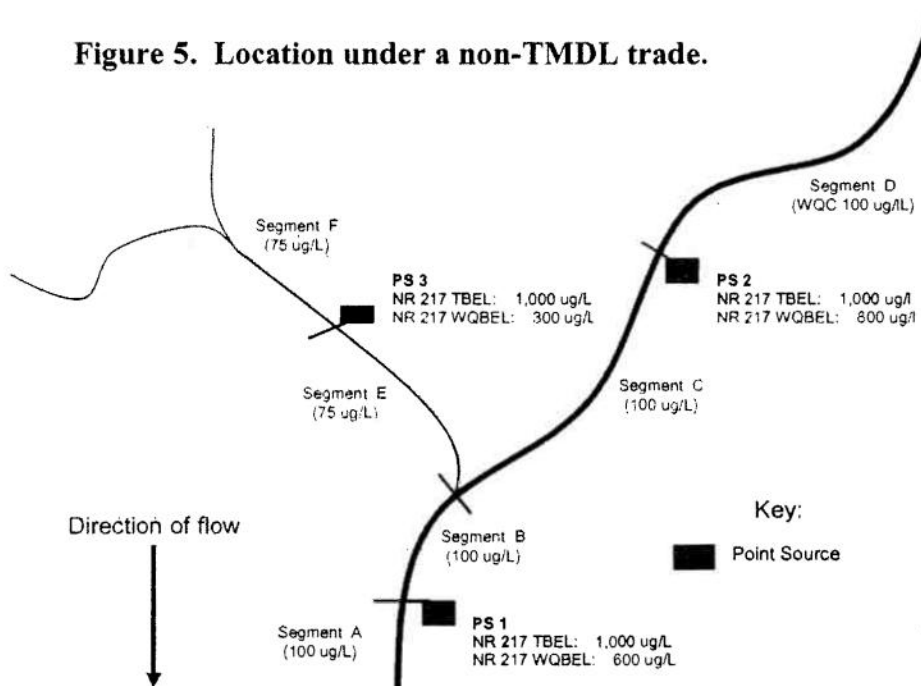 Figure 5. Location under a non-TMDL trade.
Segment D
(WQC 100 ug/lL)
Segment F
(75 ug/L)
PS 3
NR 217 TBEL: 1,000 ug/L
NR 217 WQBEL: 300 ug/L
PS 2
NR 217 TBEL: 1,000 ug/l
NR 217 WQBEL: 800 ug/l
Segment E
(75 ug/L)
Segment C
(100 ug/L)
Direction of flow
Segment B
(100 ug/L)
Key:
Point Source
Segment A
(100 ug/L)
PS 1
NR 217 TBEL: 1,000 ug/L
NR 217 WQBEL: 600 ug/L